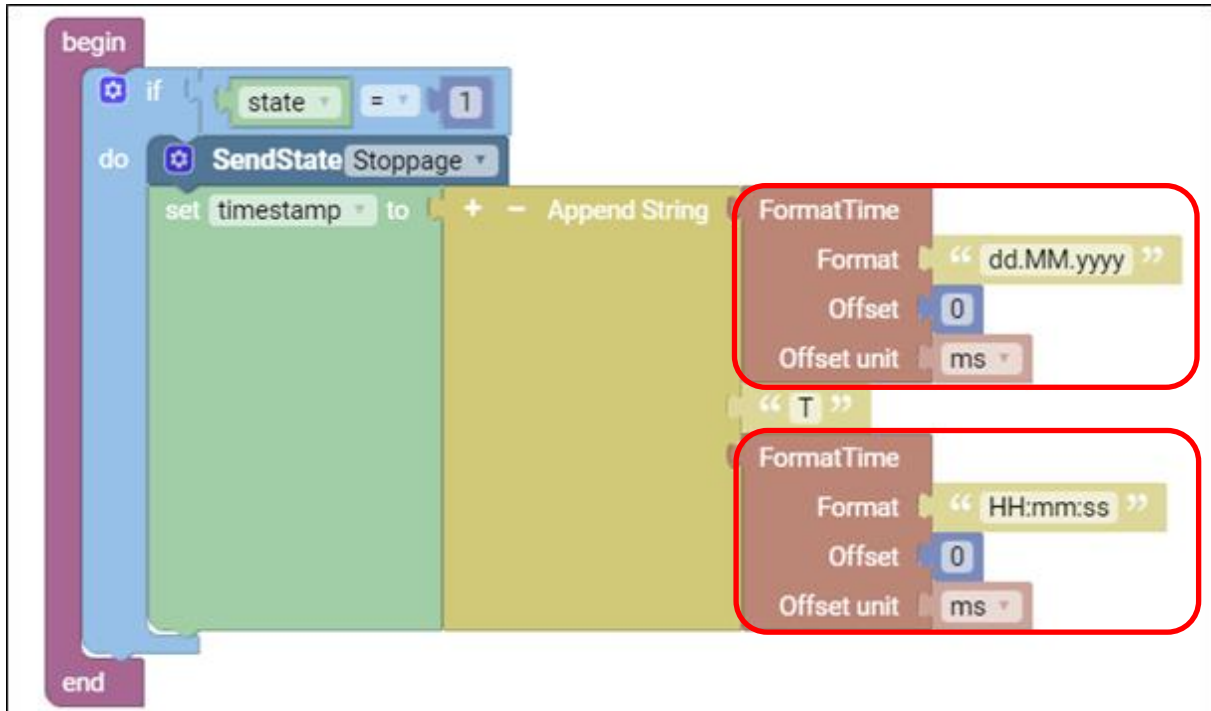 begin
if state = 1
do SendState Stoppage
set timestamp to + − Append String FormatTime
Format “ dd.MM.yyyy ”
Offset 0
Offset unit ms
“ T ”
FormatTime
Format “ HH:mm:ss ”
Offset 0
Offset unit ms
end